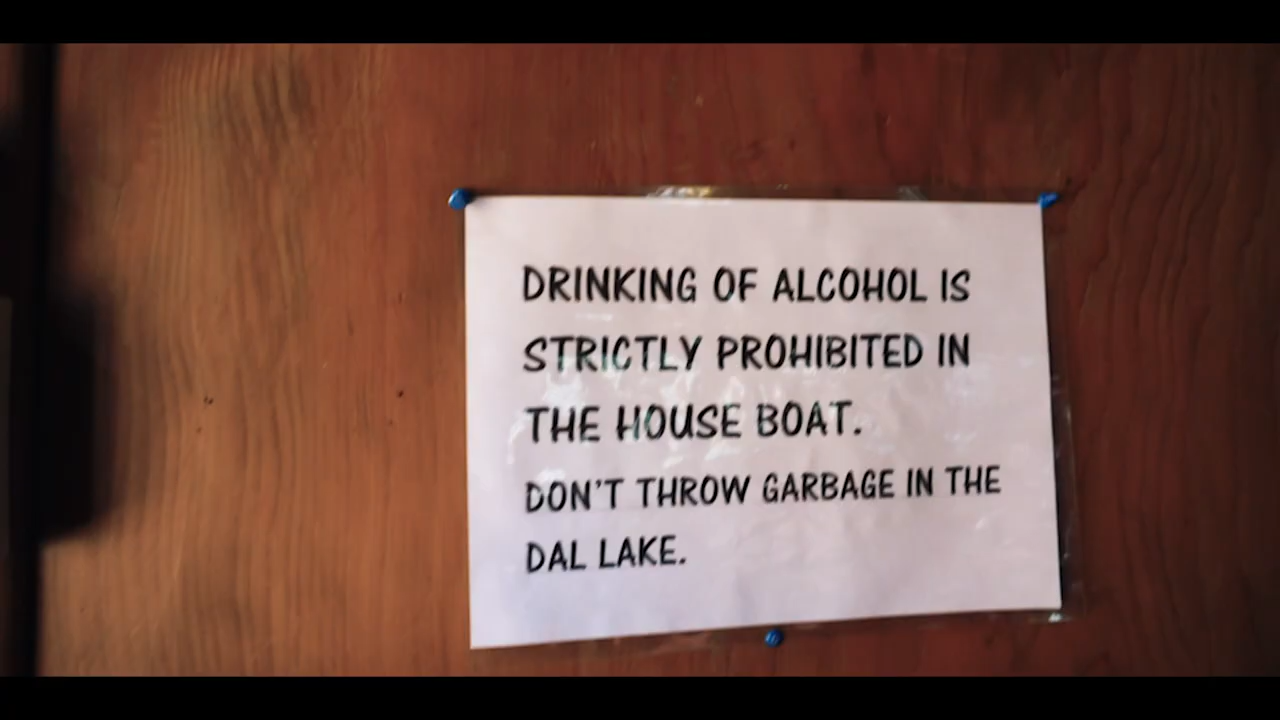 DRINKING OF ALCOHOL IS
STRICTLY PROHIBITED IN
THE HOUSE BOAT.
DON'T THROW GARBAGE IN THE
DAL LAKE.